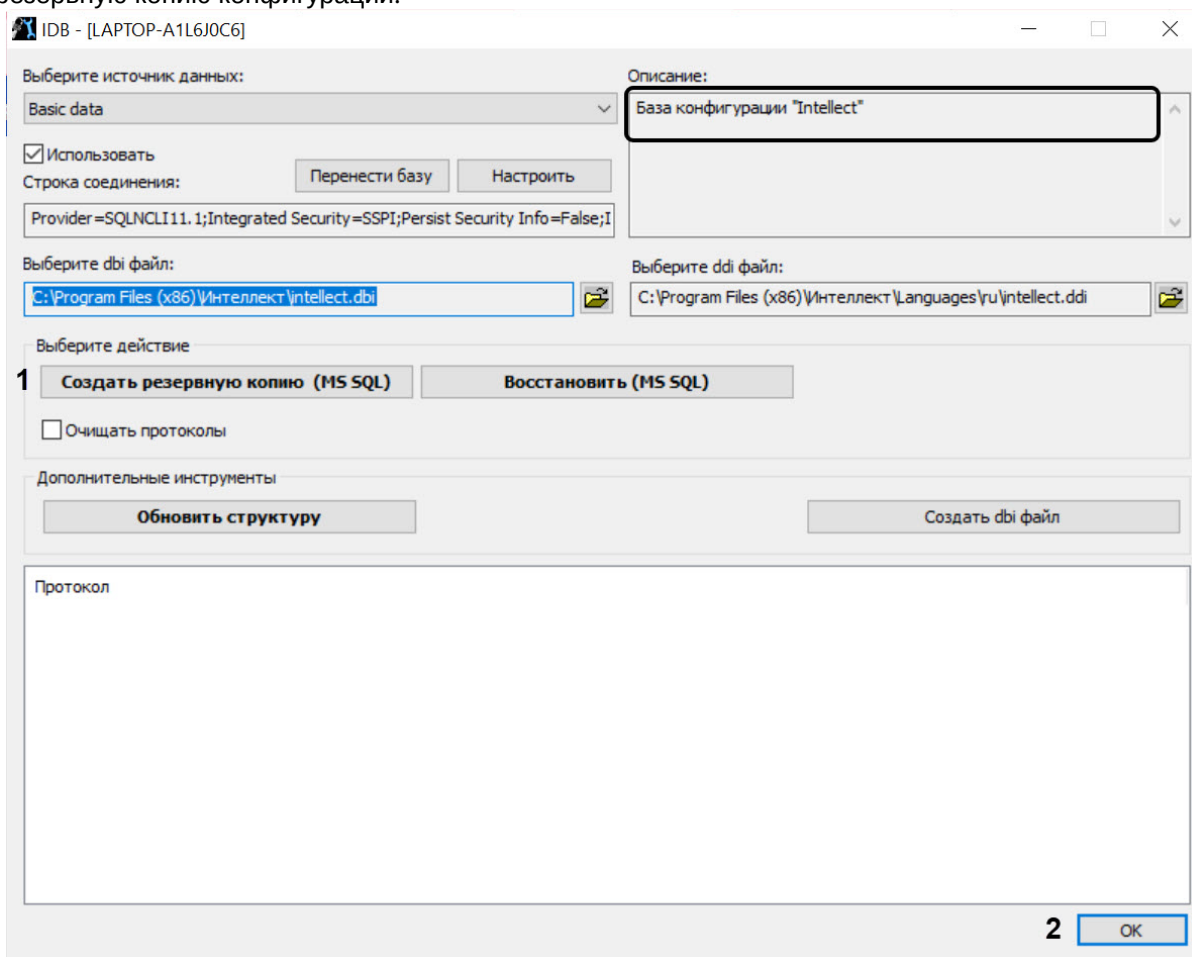 резервную копию конфигурации.
IDB - [LAPTOP-A1L6J0C6]
Выберите источник данных:
Описание:
Basic data
База конфигурации "Intellect"
Использовать
Строка соединения:
Перенести базу
Настроить
Provider=SQLNCLI11.1;Integrated Security=SSPI;Persist Security Info=False;I
Выберите dbi файл:
Выберите ddi файл:
C:\Program Files (x86)\Интеллект\intellect.dbi
C:\Program Files (x86)\Интеллект\Languages\ru\intellect.ddi
Выберите действие
1
Создать резервную копию (MS SQL)
Восстановить (MS SQL)
Очищать протоколы
Дополнительные инструменты
Обновить структуру
Создать dbi файл
Протокол
2
OK